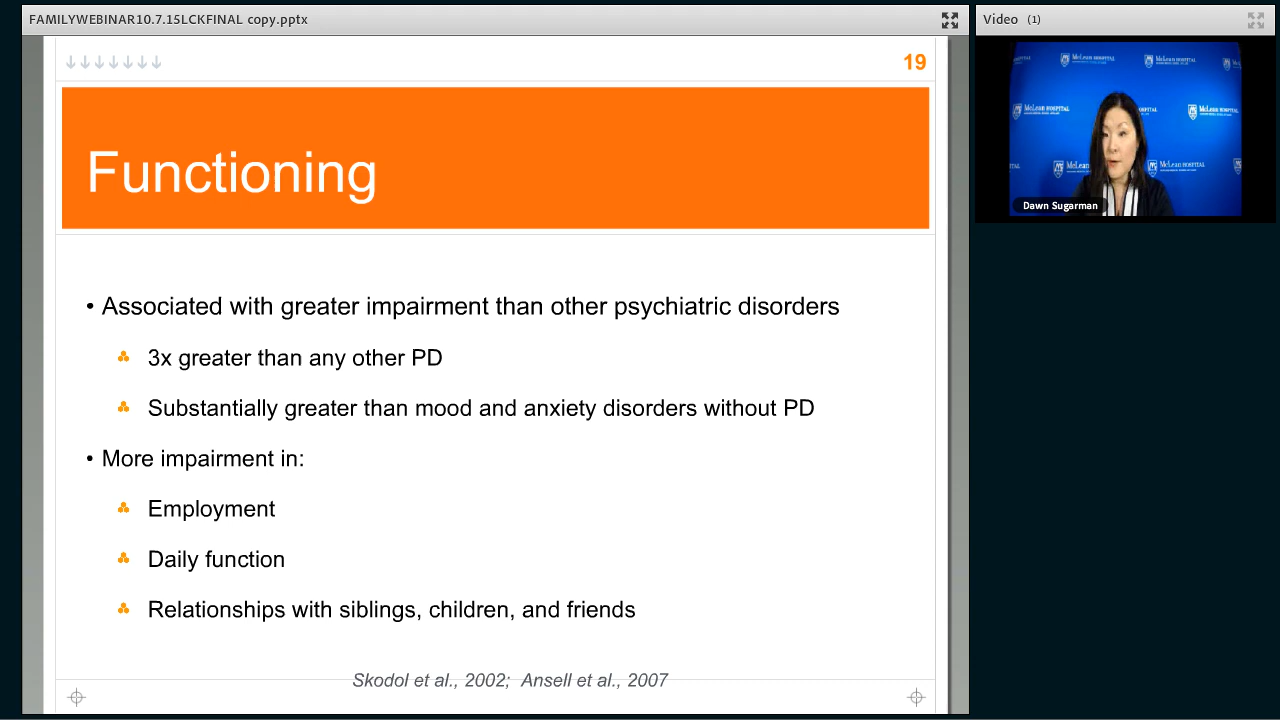 FAMILYWEBINAR10.7.15LCKFINAL copy.pptx
Video (1)
19
Functioning
• Associated with greater impairment than other psychiatric disorders
3x greater than any other PD
Substantially greater than mood and anxiety disorders without PD
• More impairment in:
Employment
Daily function
Relationships with siblings, children, and friends
Skodol et al., 2002; Ansell et al., 2007
McLean Hospital
Dawn Sugarman